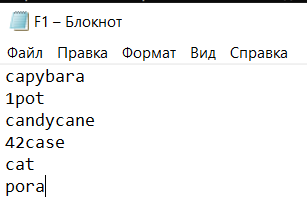 F1 – Блокнот
Файл Правка Формат Вид Справка
capybara
1pot
candycane
42case
cat
pora